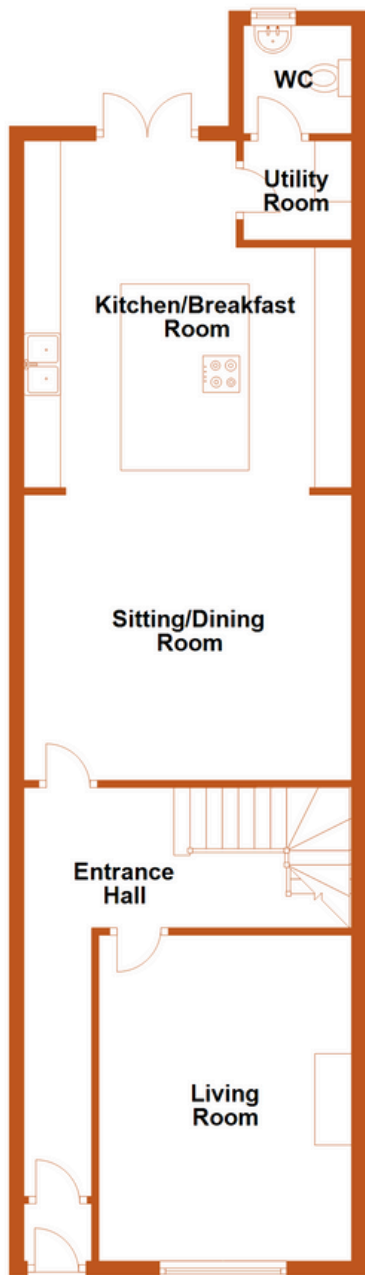 WC
Utility
Room
Kitchen/Breakfast
Room
Sitting/Dining
Room
Entrance
Hall
Living
Room